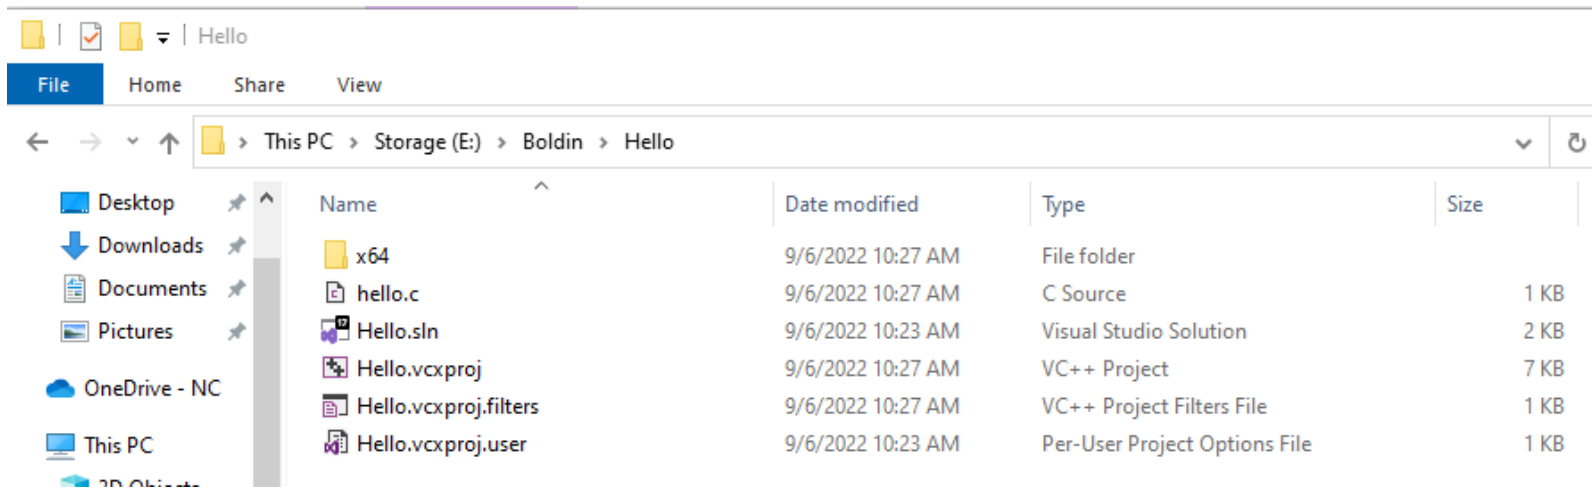 Hello
File Home Share View
This PC > Storage (E:) > Boldin > Hello
Name Date modified Type Size
Desktop
Downloads
Documents
Pictures
OneDrive - NC
This PC
3D Objects
x64 9/6/2022 10:27 AM File folder
hello.c 9/6/2022 10:27 AM C Source 1 KB
Hello.sln 9/6/2022 10:23 AM Visual Studio Solution 2 KB
Hello.vcxproj 9/6/2022 10:27 AM VC++ Project 7 KB
Hello.vcxproj.filters 9/6/2022 10:27 AM VC++ Project Filters File 1 KB
Hello.vcxproj.user 9/6/2022 10:23 AM Per-User Project Options File 1 KB